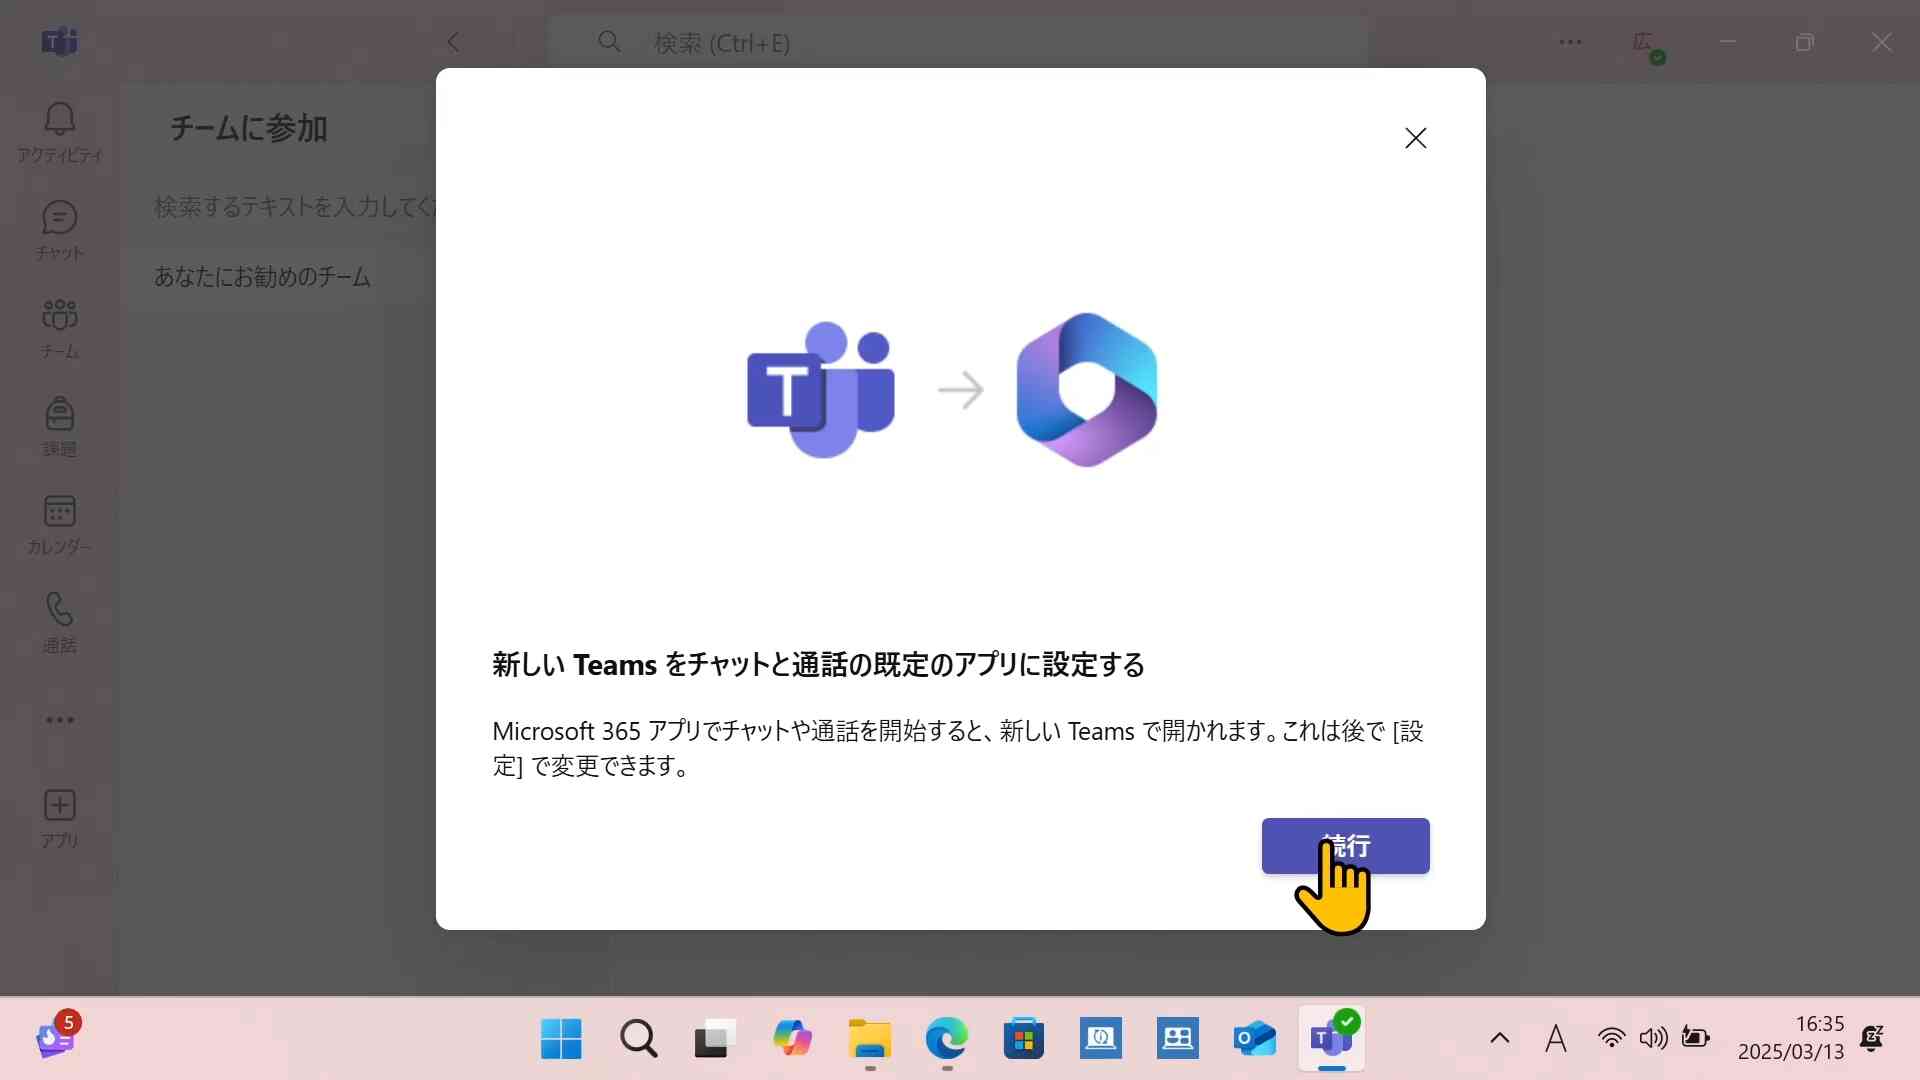 検索 (Ctrl+E)
広
チームに参加
アクティビティ
検索するテキストを入力してく
チャット
あなたにお勧めのチーム
チーム
課題
カレンダー
通話
アプリ
新しい Teams をチャットと通話の既定のアプリに設定する
Microsoft 365 アプリでチャットや通話を開始すると、新しい Teams で開かれます。これは後で [設
定] で変更できます。
続行
5
A
16:35
2025/03/13